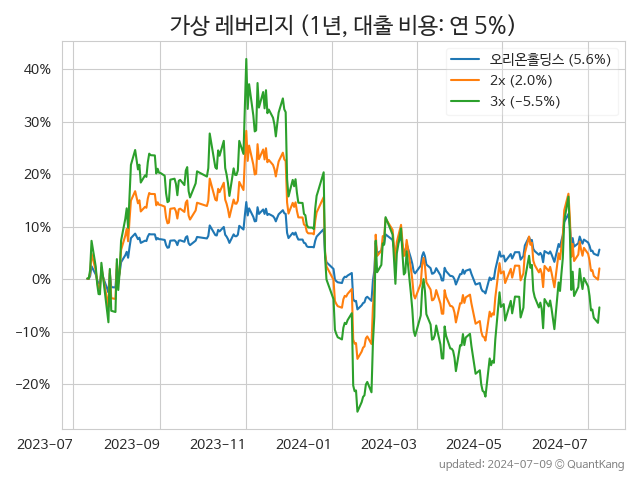 가상 레버리지 (1년, 대출 비용: 연 5%)
오리온홀딩스 (5.6%)
2x (2.0%)
3x (−5.5%)
40%
30%
20%
10%
0%
−10%
−20%
2023-07 2023-09 2023-11 2024-01 2024-03 2024-05 2024-07
updated: 2024-07-09 © QuantKang